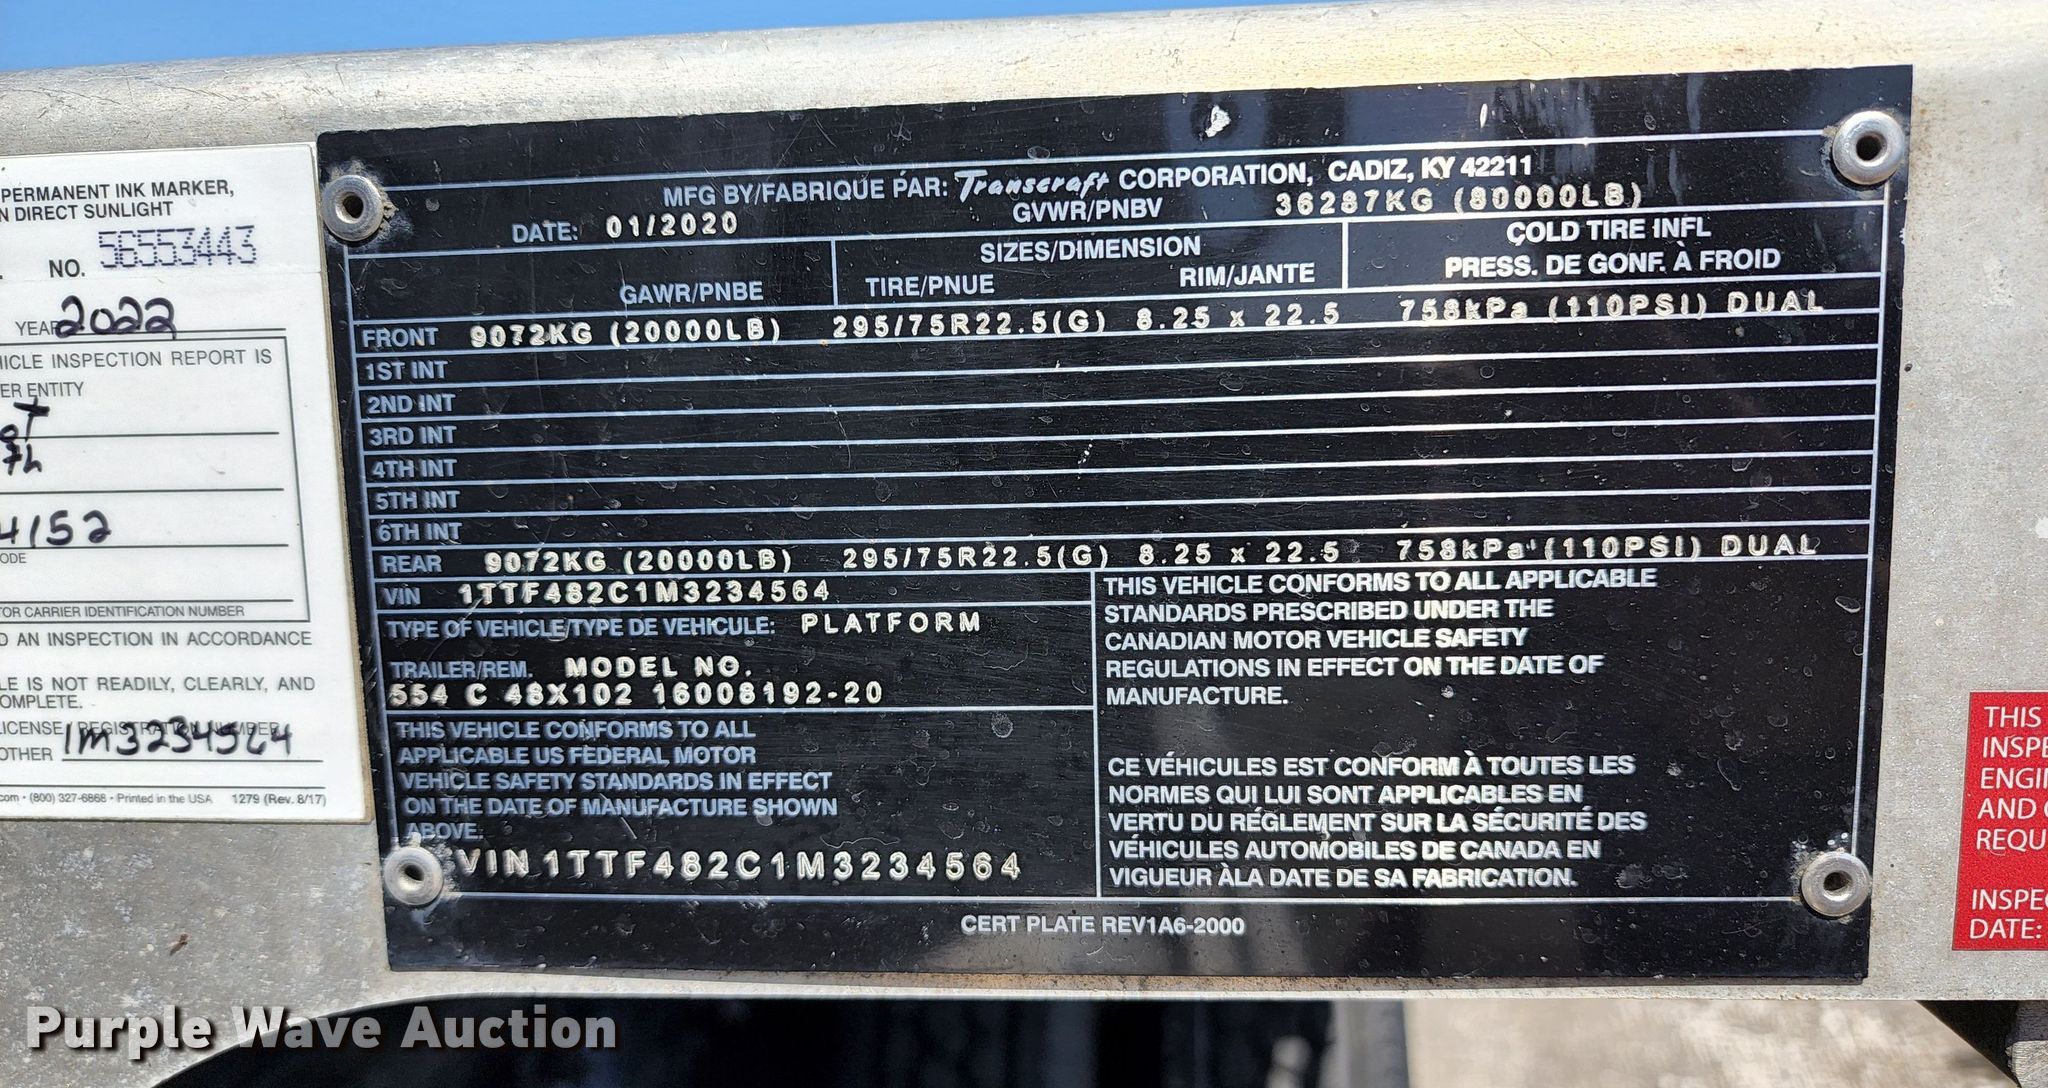 PERMANENT INK MARKER,
DIRECT SUNLIGHT
NO. 56553443
YEAR 2022
INSPECTION REPORT IS
ENTITY
4152
CARRIER IDENTIFICATION NUMBER
AN INSPECTION IN ACCORDANCE
IS NOT READILY, CLEARLY, AND
LICENSE/REGISTRATION NUMBER
OTHER 1M3234564
(800) 327-6868 • Printed in the USA 1279 (Rev. 8/17)
MFG BY/FABRIQUE PAR: Transcraft CORPORATION, CADIZ, KY 42211
DATE: 01/2020 GVWR/PNBV 36287KG (80000LB)
SIZES/DIMENSION COLD TIRE INFL
GAWR/PNBE TIRE/PNUE RIM/JANTE PRESS. DE GONF. À FROID
FRONT 9072KG (20000LB) 295/75R22.5(G) 8.25 x 22.5 758kPa (110PSI) DUAL
1ST INT
2ND INT
3RD INT
4TH INT
5TH INT
6TH INT
REAR 9072KG (20000LB) 295/75R22.5(G) 8.25 x 22.5 758kPa (110PSI) DUAL
VIN 1TTF482C1M3234564
TYPE OF VEHICLE/TYPE DE VEHICULE: PLATFORM
TRAILER/REM. MODEL NO.
554 C 48X102 16008192-20
THIS VEHICLE CONFORMS TO ALL
APPLICABLE US FEDERAL MOTOR
VEHICLE SAFETY STANDARDS IN EFFECT
ON THE DATE OF MANUFACTURE SHOWN
ABOVE.
VIN 1TTF482C1M3234564
THIS VEHICLE CONFORMS TO ALL APPLICABLE
STANDARDS PRESCRIBED UNDER THE
CANADIAN MOTOR VEHICLE SAFETY
REGULATIONS IN EFFECT ON THE DATE OF
MANUFACTURE.
CE VÉHICULES EST CONFORM À TOUTES LES
NORMES QUI LUI SONT APPLICABLES EN
VERTU DU RÉGLEMENT SUR LA SÉCURITÉ DES
VÉHICULES AUTOMOBILES DE CANADA EN
VIGUEUR ÀLA DATE DE SA FABRICATION.
CERT PLATE REV1A6-2000
THIS
AND
DATE:
Purple Wave Auction